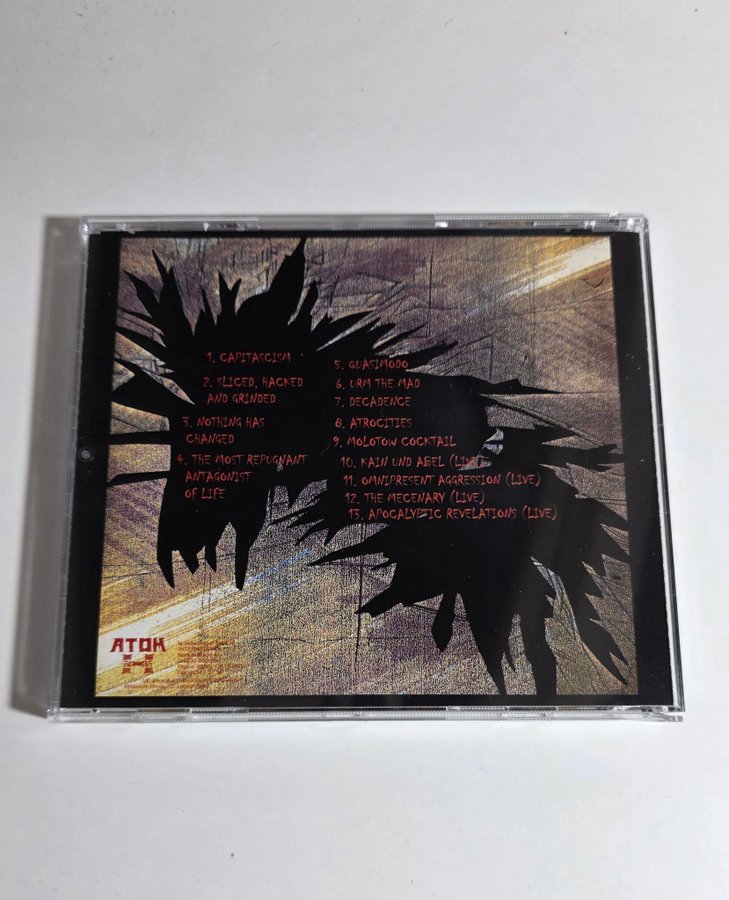 1. CAPITASCISM
2. SLICED, HACKED
AND GRINDED
3. NOTHING HAS
CHANGED
4. THE MOST REPUGNANT
ANTAGONIST
OF LIFE
5. QUASIMODO
6. URM THE MAD
7. DECADENCE
8. ATROCITIES
9. MOLOTOW COCKTAIL
10. KAIN UND ABEL (LIVE)
11. OMNIPRESENT AGGRESSION (LIVE)
12. THE MECENARY (LIVE)
13. APOCALYPTIC REVELATIONS (LIVE)
ATOH